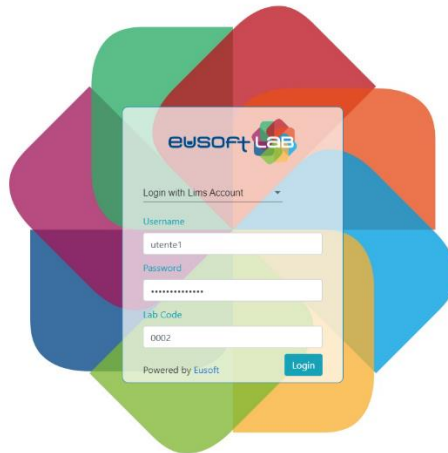 eusoft LaB
Login with Lims Account
Username
utente1
Password
••••••••••••••
Lab Code
0002
Powered by Eusoft
Login